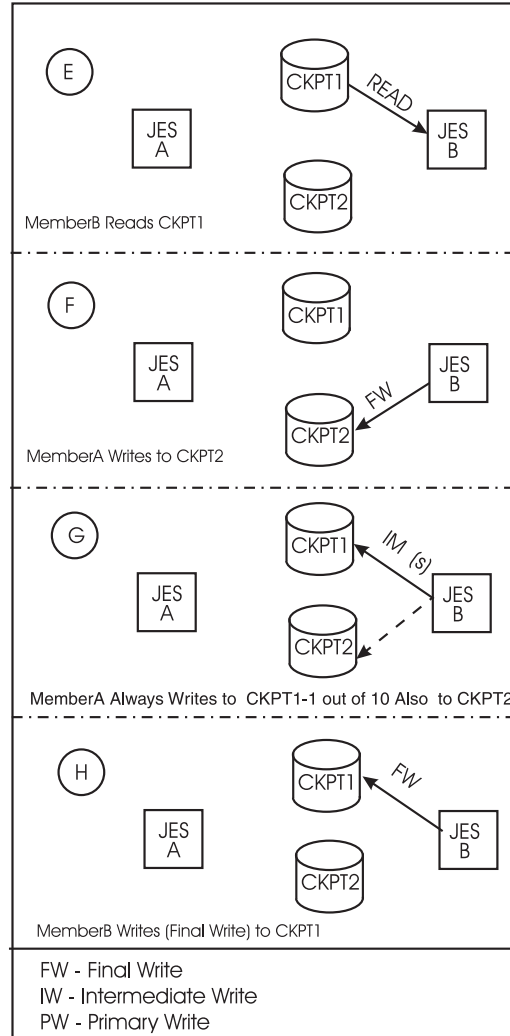 E
CKPT1
READ
JES
A
JES
B
CKPT2
MemberB Reads CKPT1
F
CKPT1
JES
A
JES
B
FW
CKPT2
MemberA Writes to CKPT2
G
CKPT1
IM (s)
JES
A
JES
B
CKPT2
MemberA Always Writes to CKPT1-1 out of 10 Also to CKPT2
H
CKPT1
FW
JES
A
JES
B
CKPT2
MemberB Writes (Final Write) to CKPT1
FW - Final Write
IW - Intermediate Write
PW - Primary Write